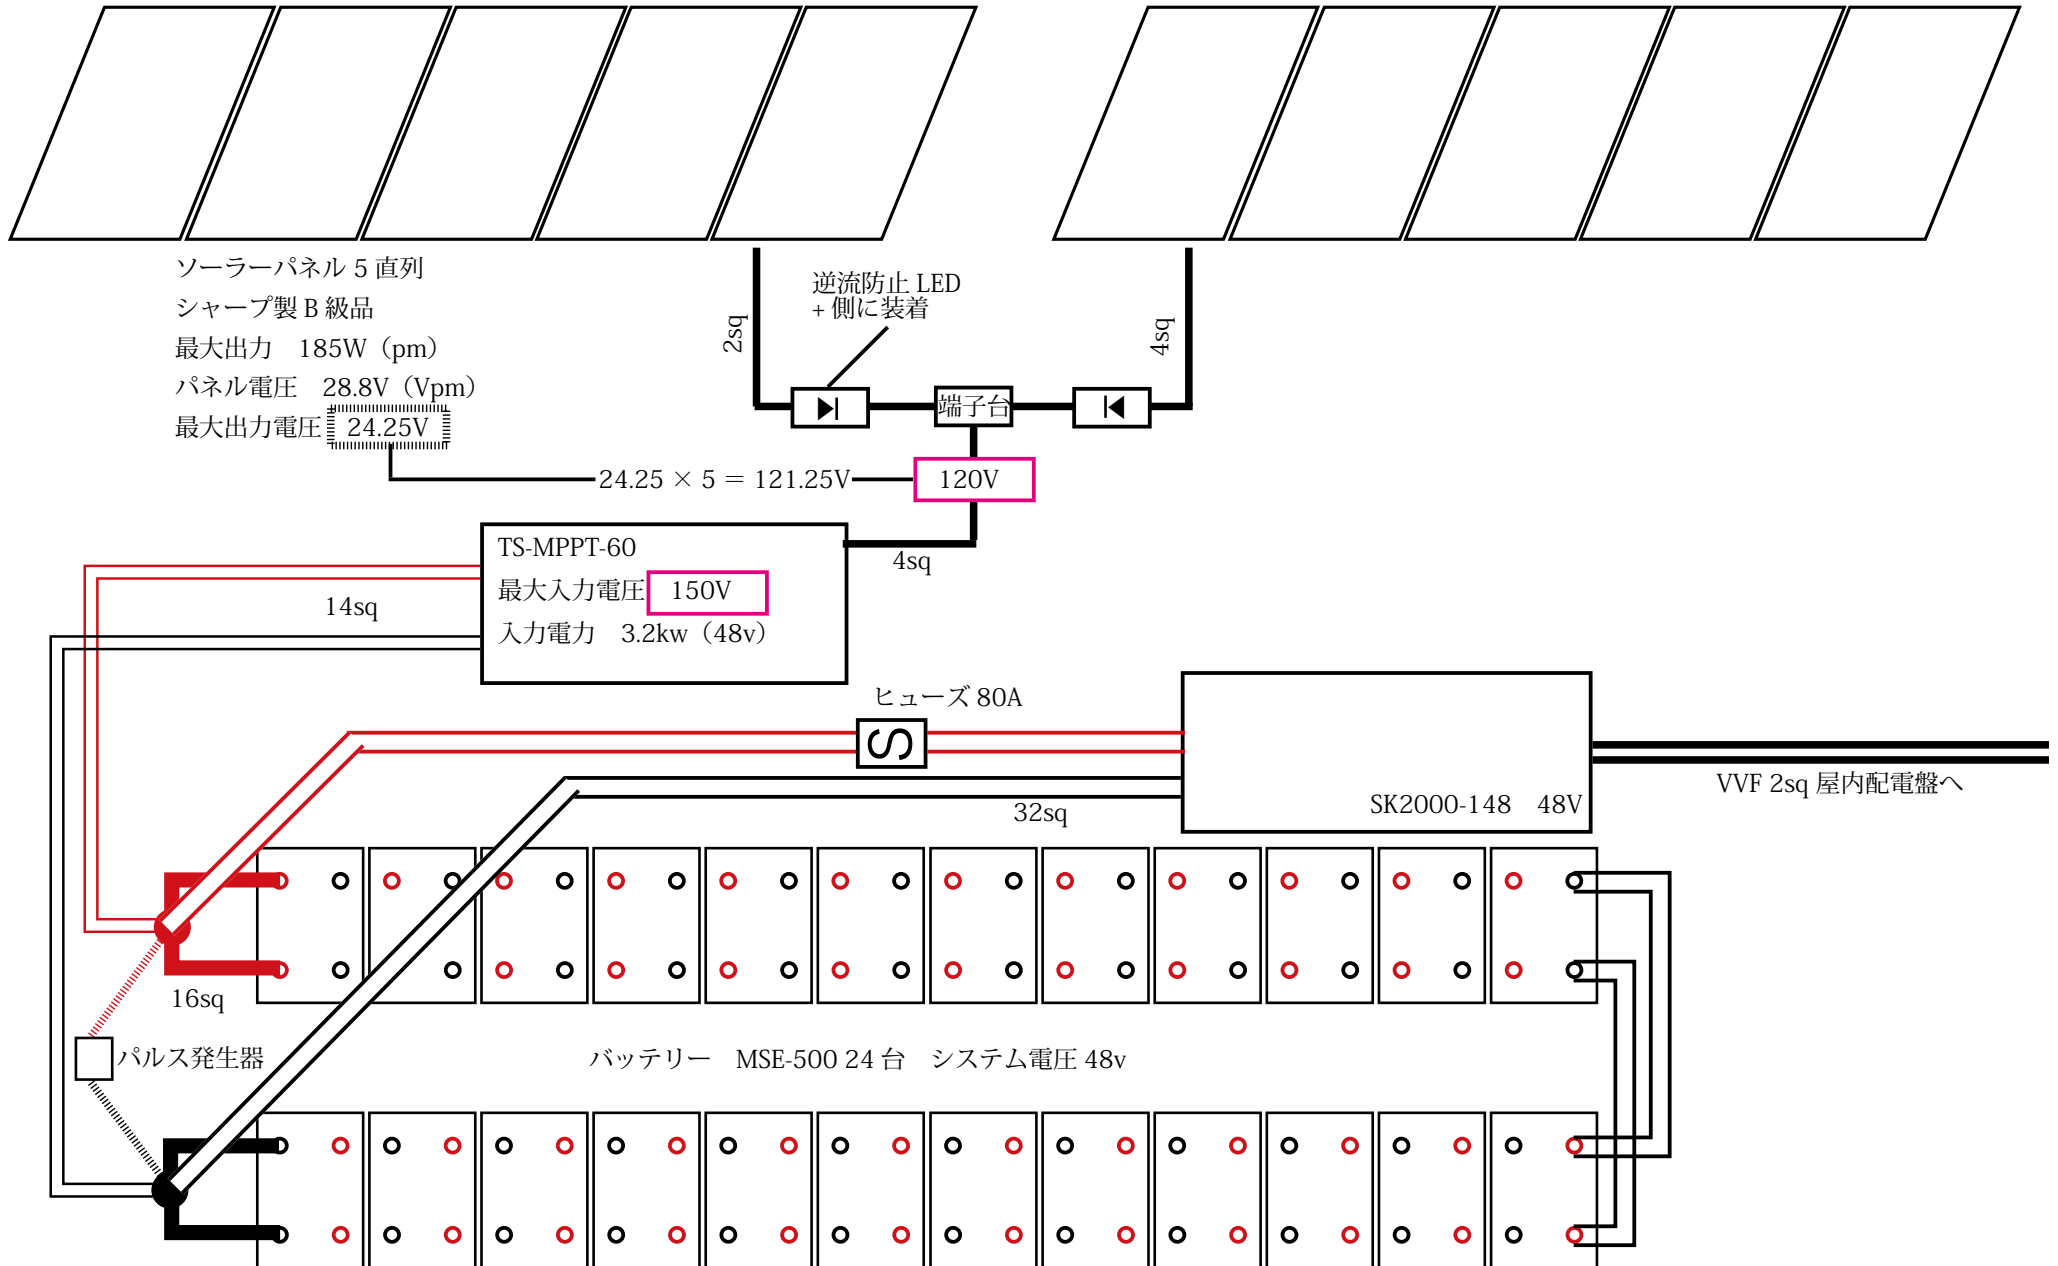 ソーラーパネル 5 直列
シャープ製 B 級品
最大出力　185W（pm）
パネル電圧　28.8V（Vpm）
最大出力電圧 24.25V
2sq
逆流防止 LED
+ 側に装着
4sq
端子台
24.25 × 5 ＝ 121.25V
120V
TS-MPPT-60
最大入力電圧 150V
入力電力　3.2kw（48v）
4sq
14sq
ヒューズ 80A
S
SK2000-148　48V
VVF 2sq 屋内配電盤へ
32sq
16sq
パルス発生器
バッテリー　MSE-500 24 台　システム電圧 48v